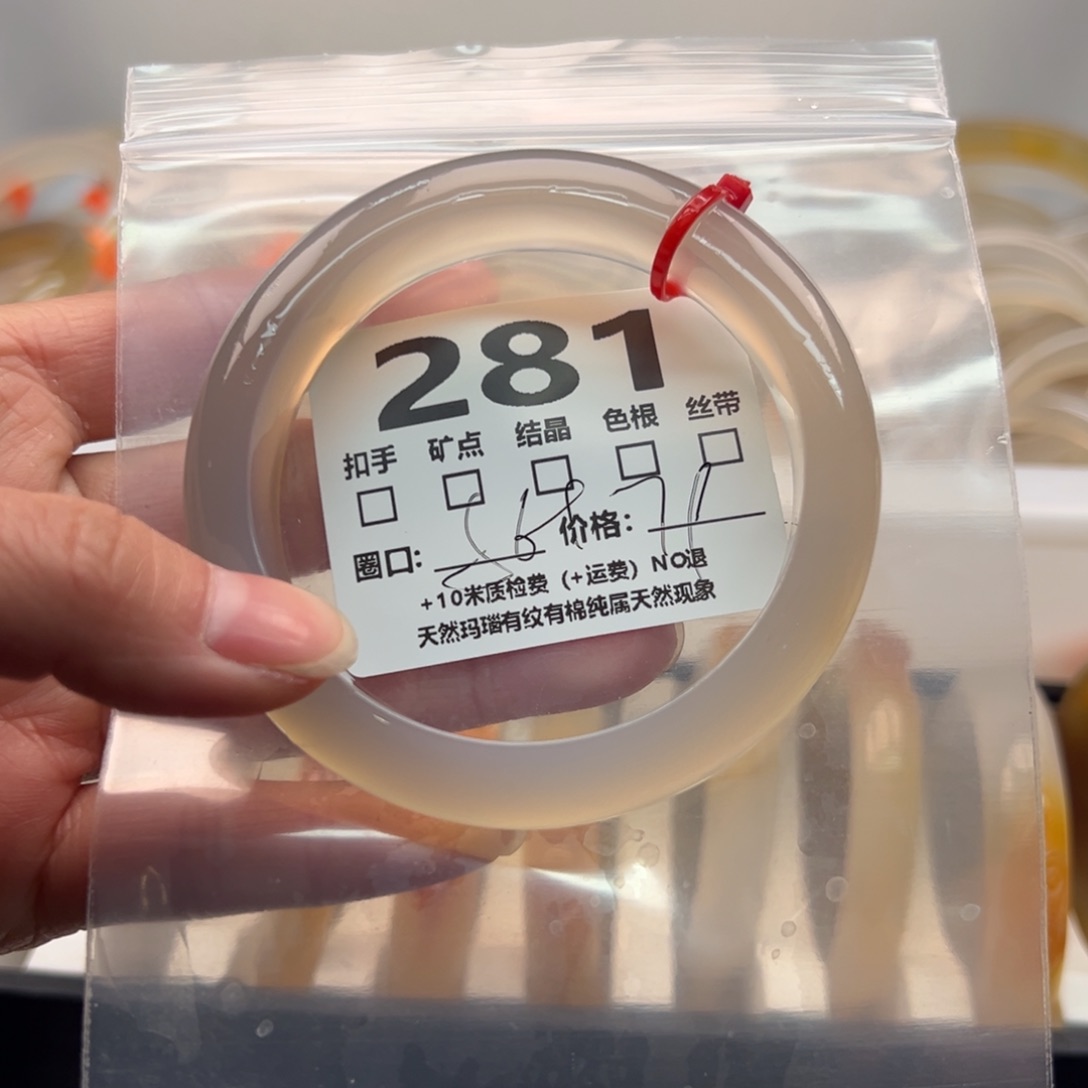 281
扣手 矿点 结晶 色根 丝带
圈口: 价格:
+10米质检费（+运费）NO退
天然玛瑙有纹有棉纯属天然现象